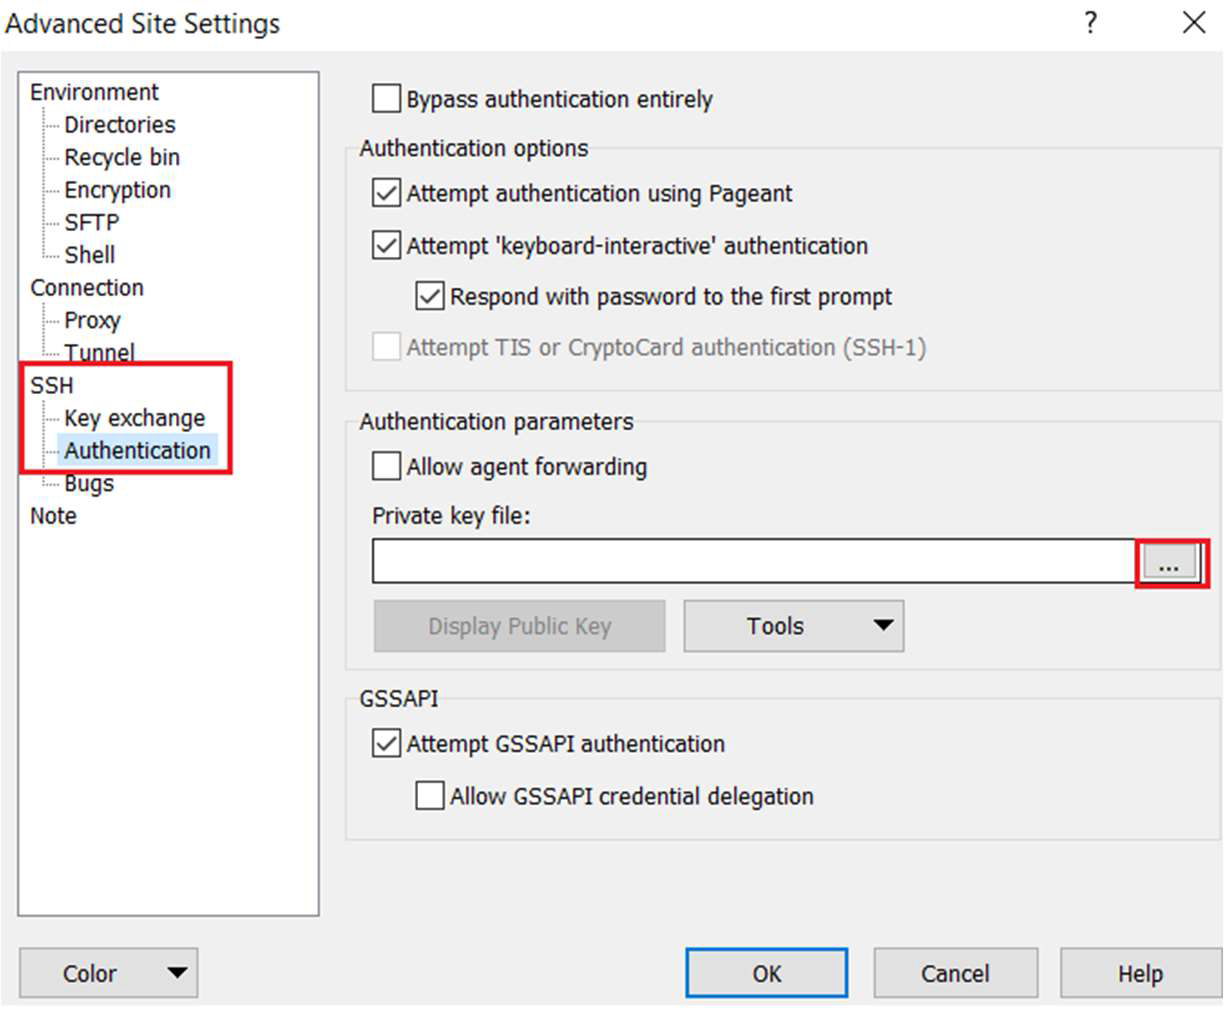 Advanced Site Settings
?
Environment
Directories
Recycle bin
Encryption
SFTP
Shell
Connection
Proxy
Tunnel
SSH
Key exchange
Authentication
Bugs
Note
Bypass authentication entirely
Authentication options
Attempt authentication using Pageant
Attempt 'keyboard-interactive' authentication
Respond with password to the first prompt
Attempt TIS or CryptoCard authentication (SSH-1)
Authentication parameters
Allow agent forwarding
Private key file:
...
Display Public Key
Tools
GSSAPI
Attempt GSSAPI authentication
Allow GSSAPI credential delegation
Color
OK
Cancel
Help